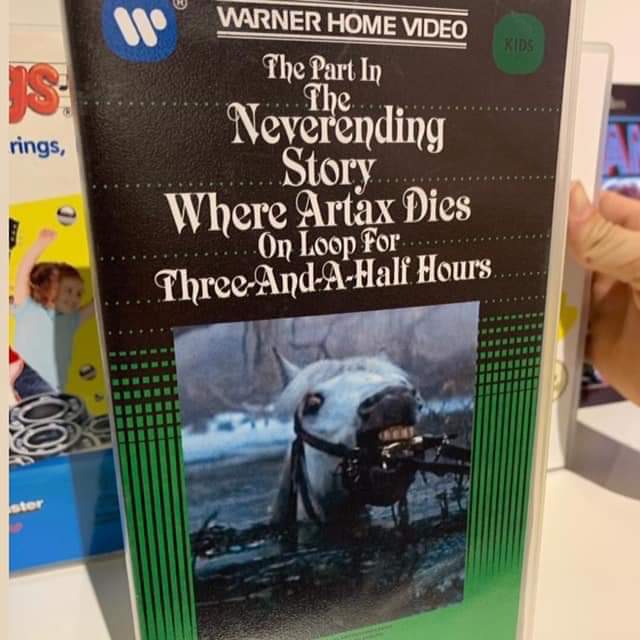 WARNER HOME VIDEO
KIDS
The Part In
The
Neverending
Story
Where Artax Dies
On Loop For
Three-And-A-Half Hours
gs
rings,
ster